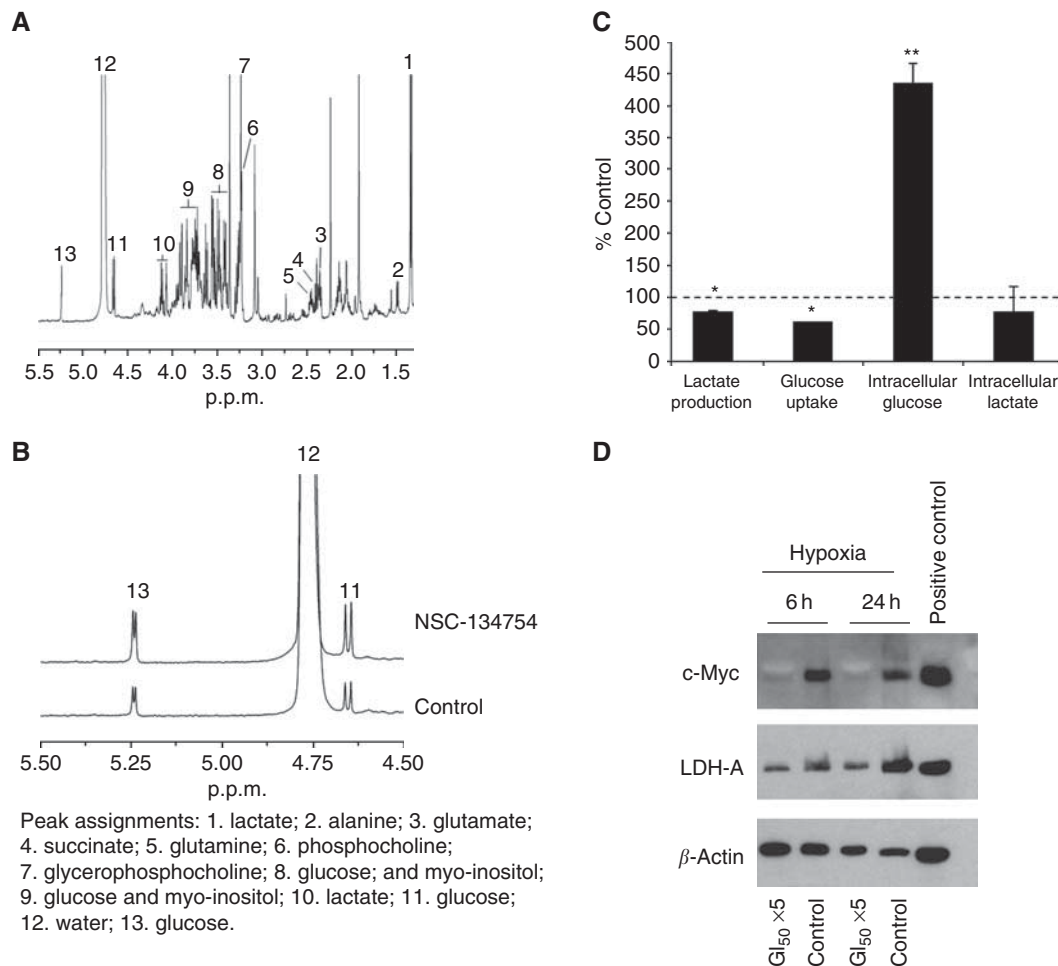 A
12
7
1
6
9
8
3
13
11
10
4
5
2
5.5 5.0 4.5 4.0 3.5 3.0 2.5 2.0 1.5
p.p.m.
B
12
13
11
NSC-134754
Control
5.50 5.25 5.00 4.75 4.50
p.p.m.
Peak assignments: 1. lactate; 2. alanine; 3. glutamate;
4. succinate; 5. glutamine; 6. phosphocholine;
7. glycerophosphocholine; 8. glucose; and myo-inositol;
9. glucose and myo-inositol; 10. lactate; 11. glucose;
12. water; 13. glucose.
C
% Control
500
450
400
350
300
250
200
150
100
50
0
*
*
**
Lactate production
Glucose uptake
Intracellular glucose
Intracellular lactate
D
Hypoxia
6 h
24 h
Positive control
c-Myc
LDH-A
β-Actin
GI50 ×5
Control
GI50 ×5
Control